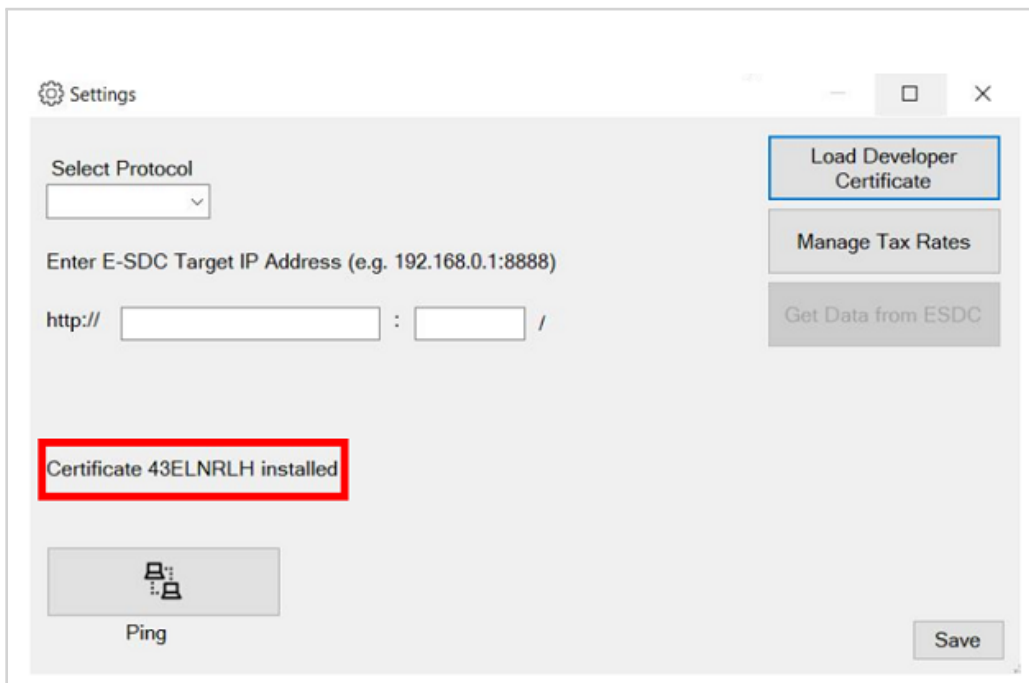 Settings
Select Protocol
Load Developer
Certificate
Manage Tax Rates
Enter E-SDC Target IP Address (e.g. 192.168.0.1:8888)
http:// : /
Get Data from ESDC
Certificate 43ELNRLH installed
Ping
Save